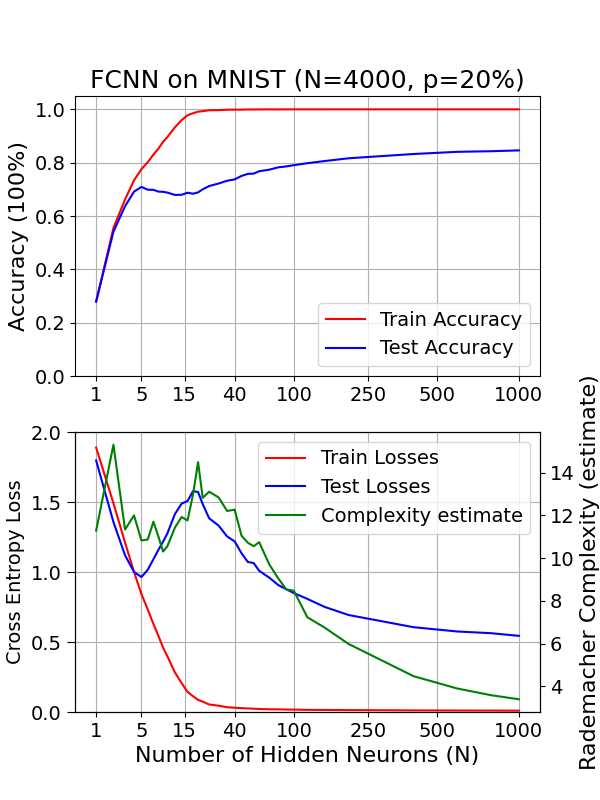 FCNN on MNIST (N=4000, p=20%)
Accuracy (100%)
1.0
0.8
0.6
0.4
0.2
0.0
Train Accuracy
Test Accuracy
1 5 15 40 100 250 500 1000
Cross Entropy Loss
2.0
1.5
1.0
0.5
0.0
Train Losses
Test Losses
Complexity estimate
14
12
10
8
6
4
Rademacher Complexity (estimate)
1 5 15 40 100 250 500 1000
Number of Hidden Neurons (N)